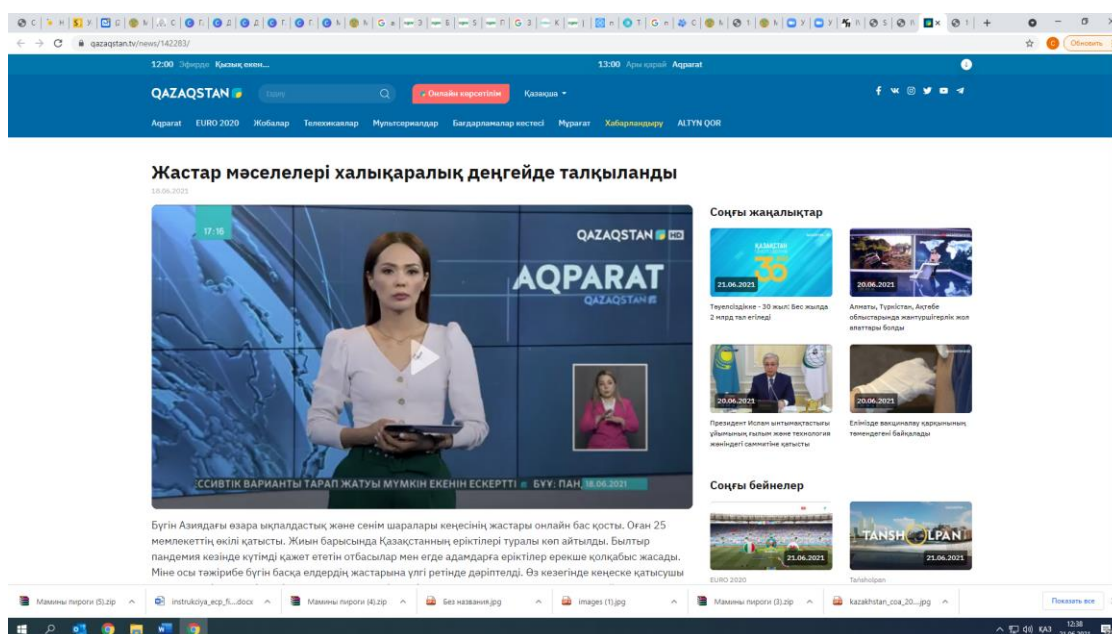 qazaqstan.tv/news/142283/
Обновить
12:00 Эфирде Қызық екен...
13:00 Ары қарай Aqparat
QAZAQSTAN
Іздеу
Онлайн көрсетілім
Қазақша
Aqparat EURO 2020 Жобалар Телехикаялар Мультсериалдар Бағдарламалар кестесі Мұрағат Хабарландыру ALTYN QOR
Жастар мәселелері халықаралық деңгейде талқыланды
18.06.2021
17:16
QAZAQSTAN HD
AQPARAT
QAZAQSTAN
ССИВТІК ВАРИАНТЫ ТАРАП ЖАТУЫ МҮМКІН ЕКЕНІН ЕСКЕРТТІ БҰҰ: ПАН, 18.06.2021
Бүгін Азиядағы өзара ықпалдастық және сенім шаралары кеңесінің жастары онлайн бас қосты. Оған 25
мемлекеттің өкілі қатысты. Жиын барысында Қазақстанның еріктілері туралы көп айтылды. Былтыр
пандемия кезінде күтімді қажет ететін отбасылар мен егде адамдарға еріктілер ерекше қолқабыс жасады.
Міне осы тәжірибе бүгін басқа елдердің жастарына үлгі ретінде дәріптелді. Өз кезегінде кеңеске қатысушы
Соңғы жаңалықтар
21.06.2021
Тәуелсіздікке - 30 жыл: Бес жылда
2 млрд тал егіледі
20.06.2021
Алматы, Түркістан, Ақтөбе
облыстарында жантүршігерлік жол
апаттары болды
20.06.2021
Президент Ислам ынтымақтастығы
ұйымының ғылым және технология
жөніндегі саммитіне қатысты
20.06.2021
Елімізде вакциналау қарқынының
төмендегені байқалады
Соңғы бейнелер
21.06.2021
EURO 2020
TAŃSHOLPAN
21.06.2021
Tańsholpan
Мамины пироги (5).zip
instrukciya_ecp_fi....docx
Мамины пироги (4).zip
Без названия.jpg
images (1).jpg
Мамины пироги (3).zip
kazakhstan_coa_20....jpg
Показать все
ҚАЗ
12:38
21.06.2021